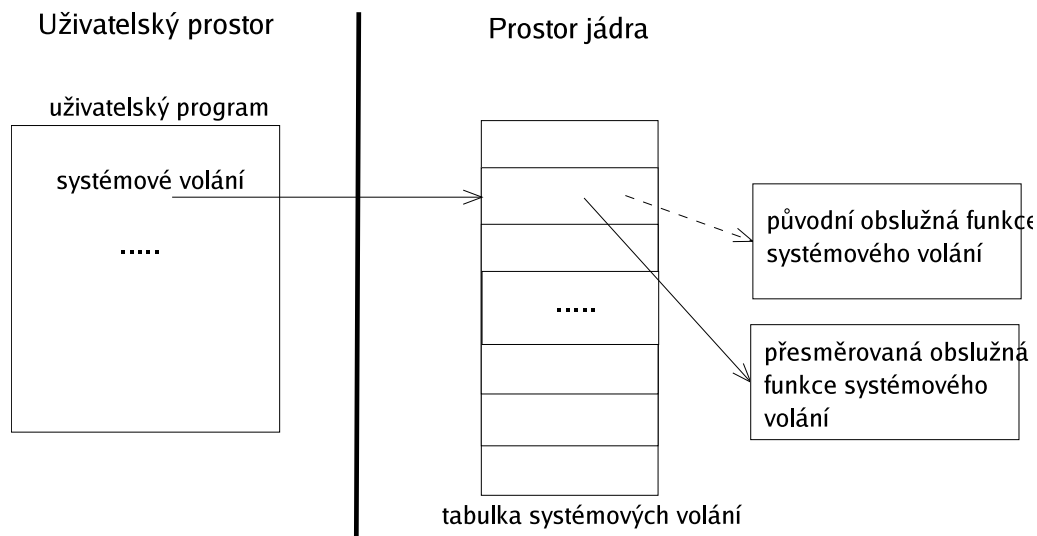 Uživatelský prostor
Prostor jádra
uživatelský program
systémové volání
.....
.....
původní obslužná funkce
systémového volání
přesměrovaná obslužná
funkce systémového
volání
tabulka systémových volání